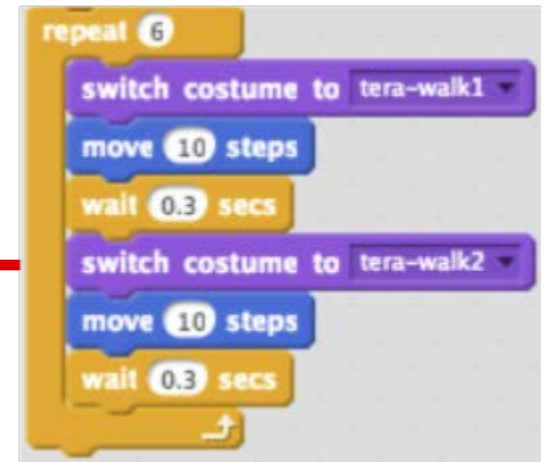 repeat 6
switch costume to tera-walk1
move 10 steps
wait 0.3 secs
switch costume to tera-walk2
move 10 steps
wait 0.3 secs